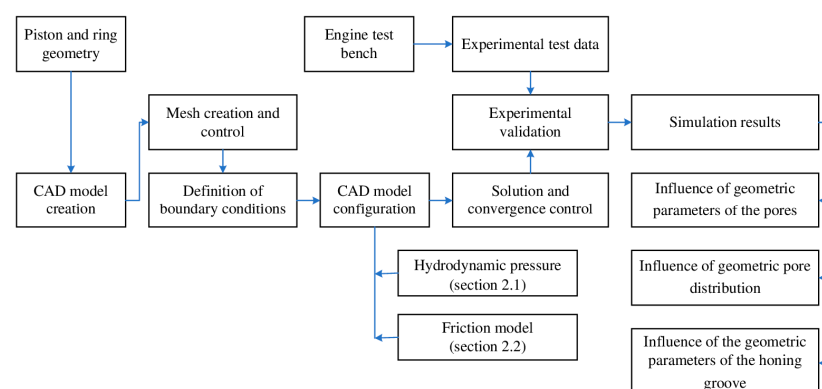 Piston and ring
geometry
Engine test
bench
Experimental test data
Mesh creation and
control
Experimental
validation
Simulation results
CAD model
creation
Definition of
boundary conditions
CAD model
configuration
Solution and
convergence control
Influence of geometric
parameters of the pores
Hydrodynamic pressure
(section 2.1)
Influence of geometric pore
distribution
Friction model
(section 2.2)
Influence of the geometric
parameters of the honing
groove